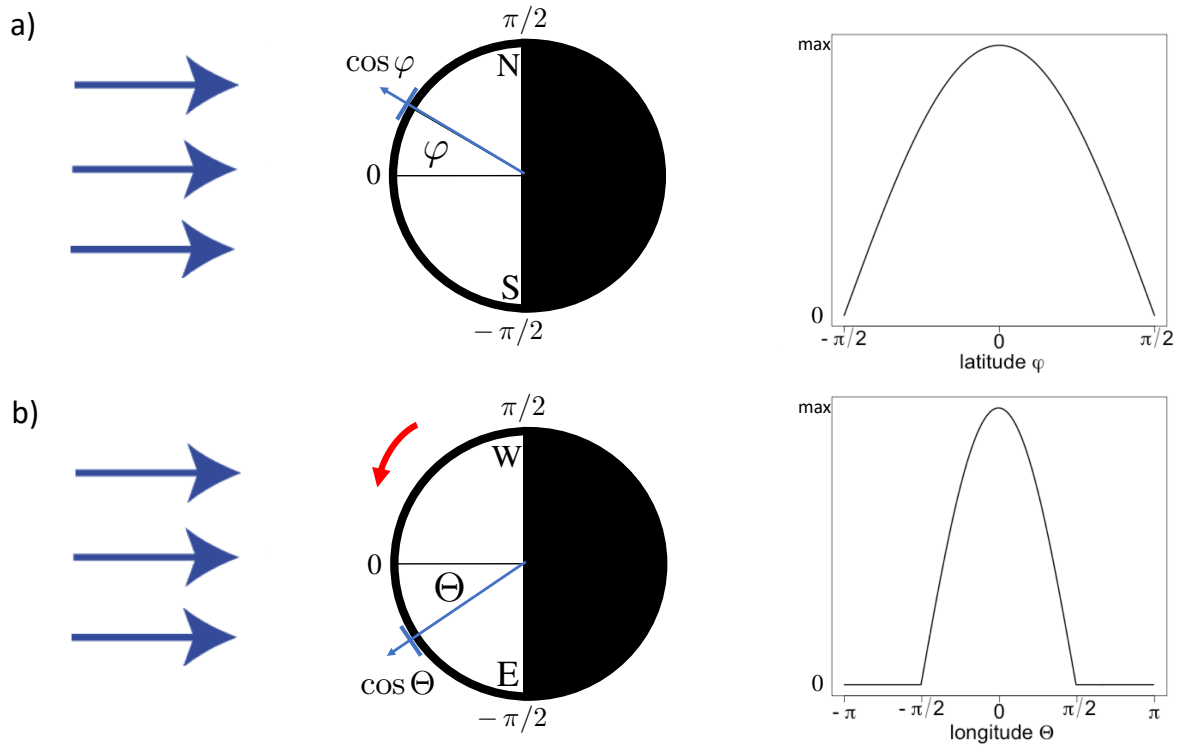 a)
π/2
N
cos φ
φ
0
S
- π/2
max
0
- π/2
0
π/2
latitude φ
b)
π/2
W
0
Θ
E
cos Θ
- π/2
max
0
- π
- π/2
0
π/2
π
longitude Θ